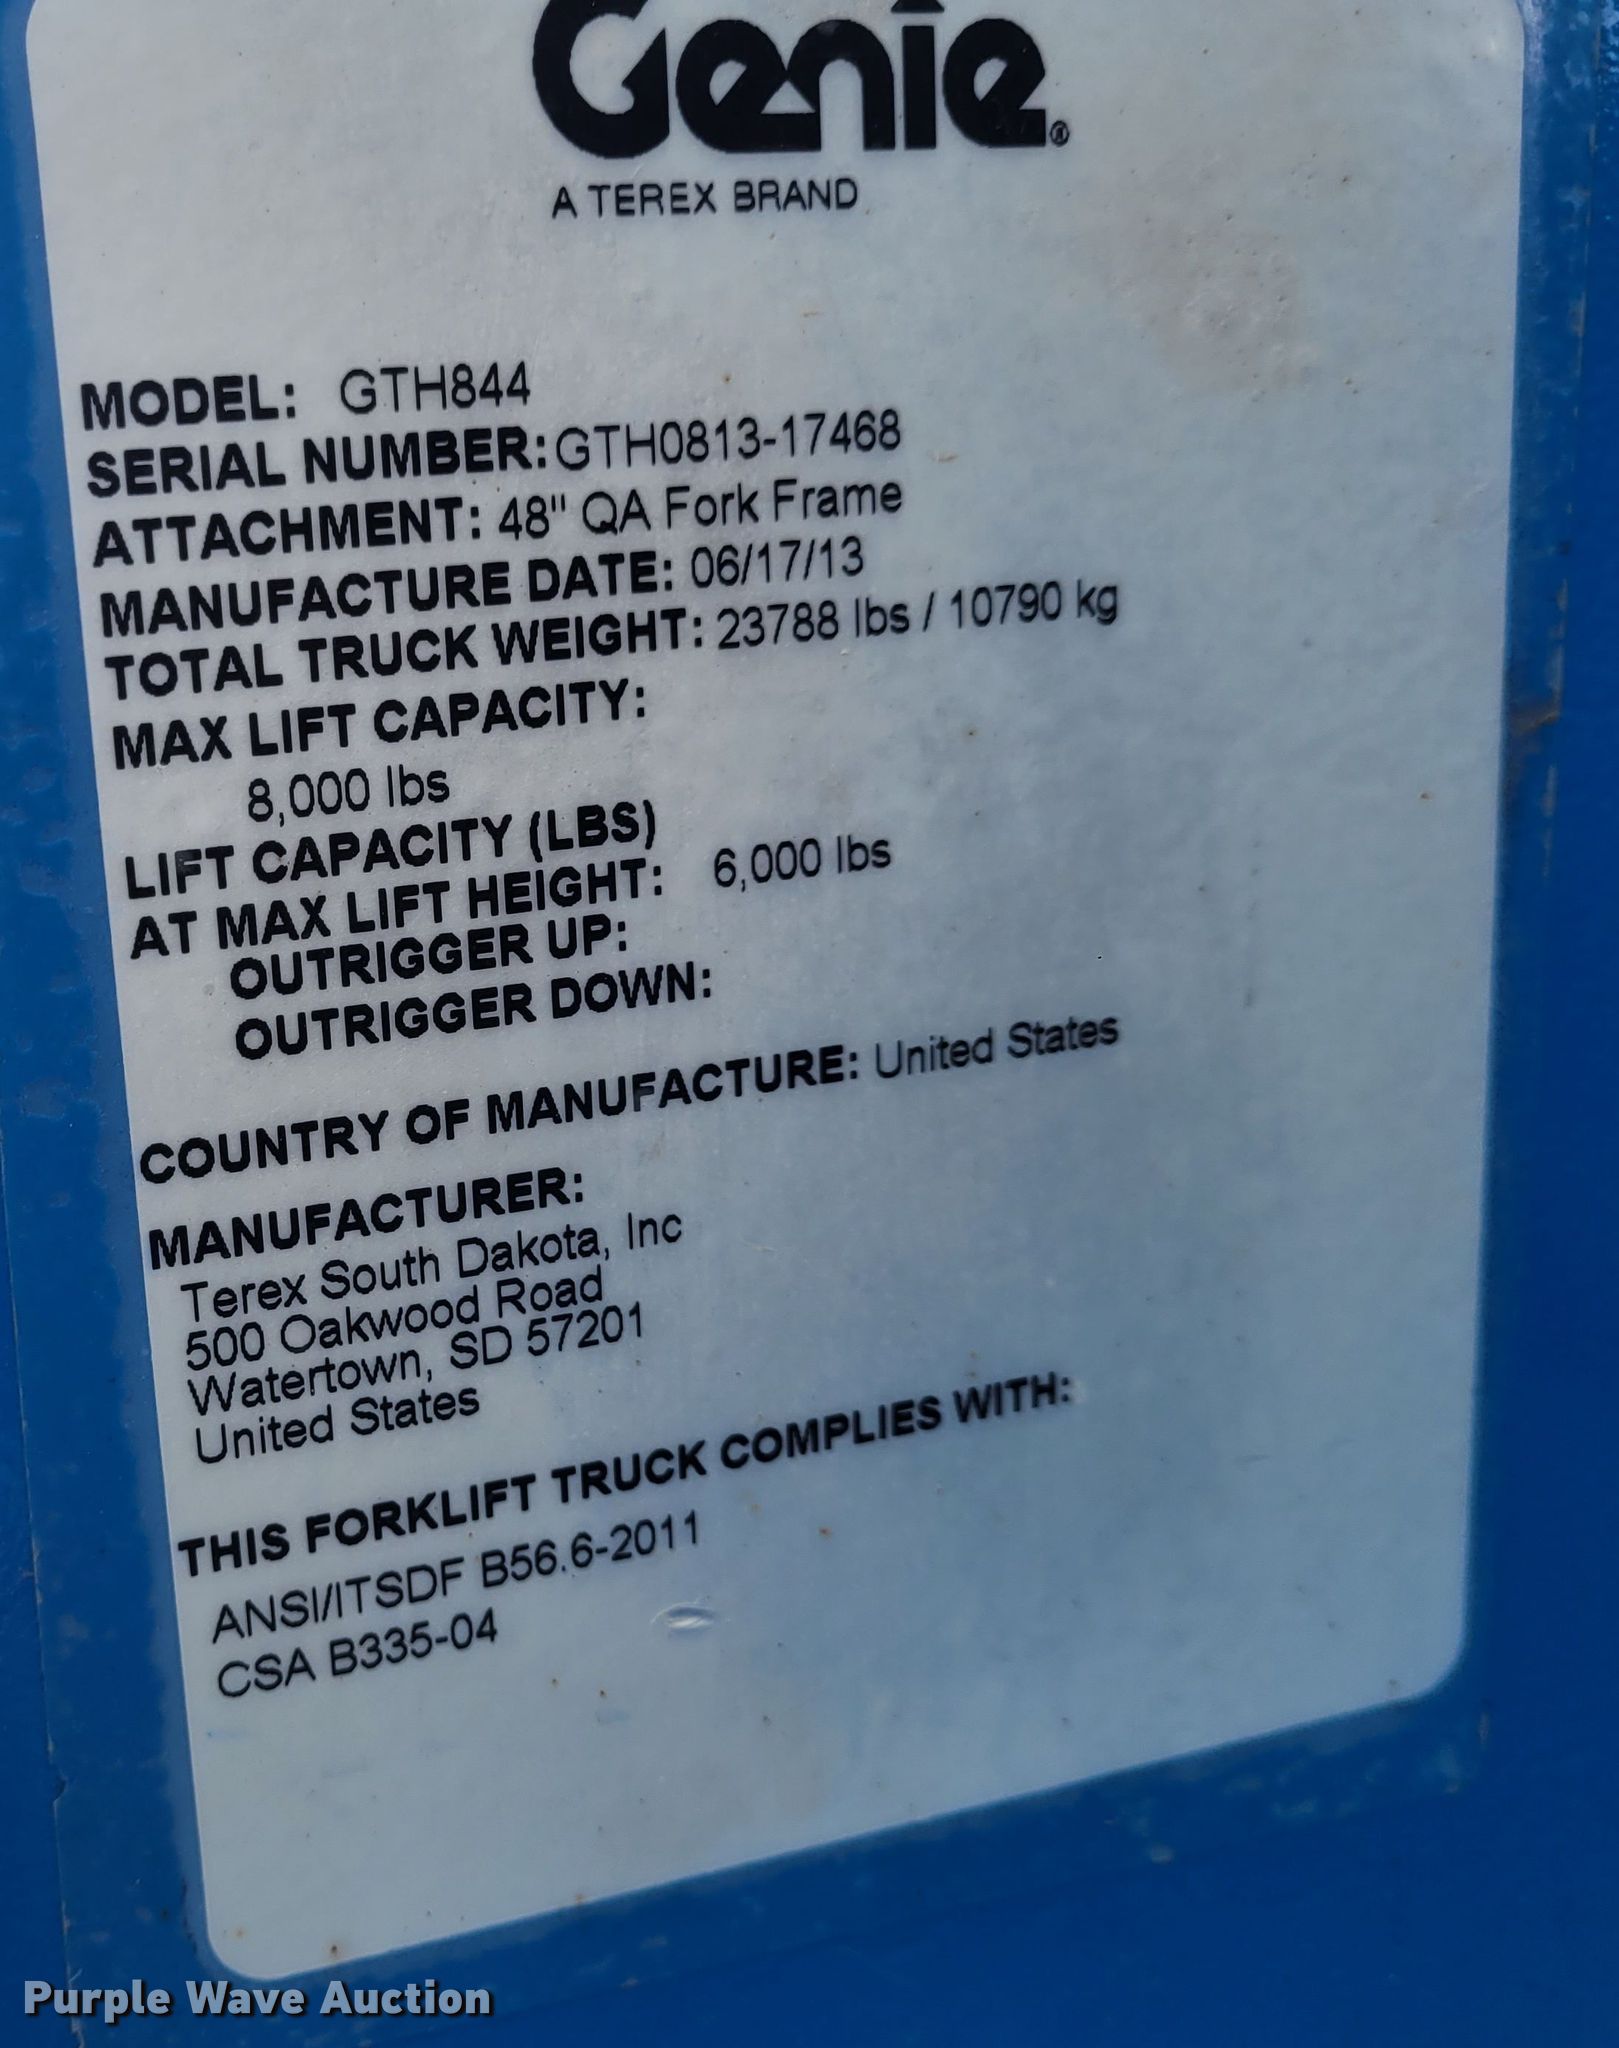 Genie®
A TEREX BRAND
MODEL: GTH844
SERIAL NUMBER: GTH0813-17468
ATTACHMENT: 48" QA Fork Frame
MANUFACTURE DATE: 06/17/13
TOTAL TRUCK WEIGHT: 23788 lbs / 10790 kg
MAX LIFT CAPACITY:
8,000 lbs
LIFT CAPACITY (LBS)
AT MAX LIFT HEIGHT: 6,000 lbs
OUTRIGGER UP:
OUTRIGGER DOWN:
COUNTRY OF MANUFACTURE: United States
MANUFACTURER:
Terex South Dakota, Inc
500 Oakwood Road
Watertown, SD 57201
United States
THIS FORKLIFT TRUCK COMPLIES WITH:
ANSI/ITSDF B56.6-2011
CSA B335-04
Purple Wave Auction